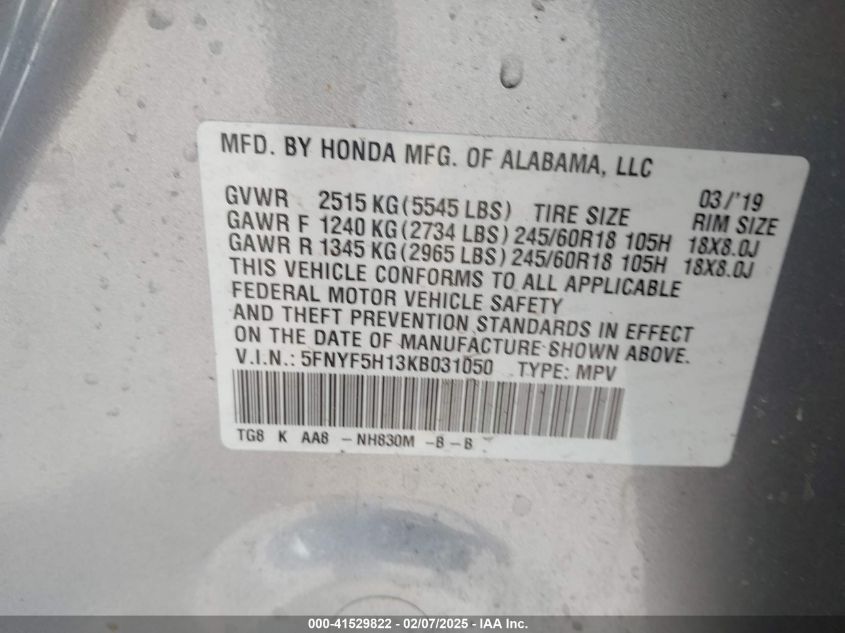 MFD. BY HONDA MFG. OF ALABAMA, LLC
03/'19
GVWR 2515 KG (5545 LBS) TIRE SIZE RIM SIZE
GAWR F 1240 KG (2734 LBS) 245/60R18 105H 18X8.0J
GAWR R 1345 KG (2965 LBS) 245/60R18 105H 18X8.0J
THIS VEHICLE CONFORMS TO ALL APPLICABLE
FEDERAL MOTOR VEHICLE SAFETY
AND THEFT PREVENTION STANDARDS IN EFFECT
ON THE DATE OF MANUFACTURE SHOWN ABOVE.
V.I.N.: 5FNYF5H13KB031050 TYPE: MPV
TG8 K AA8 - NH830M -B-B
000-41529822 - 02/07/2025 - IAA Inc.